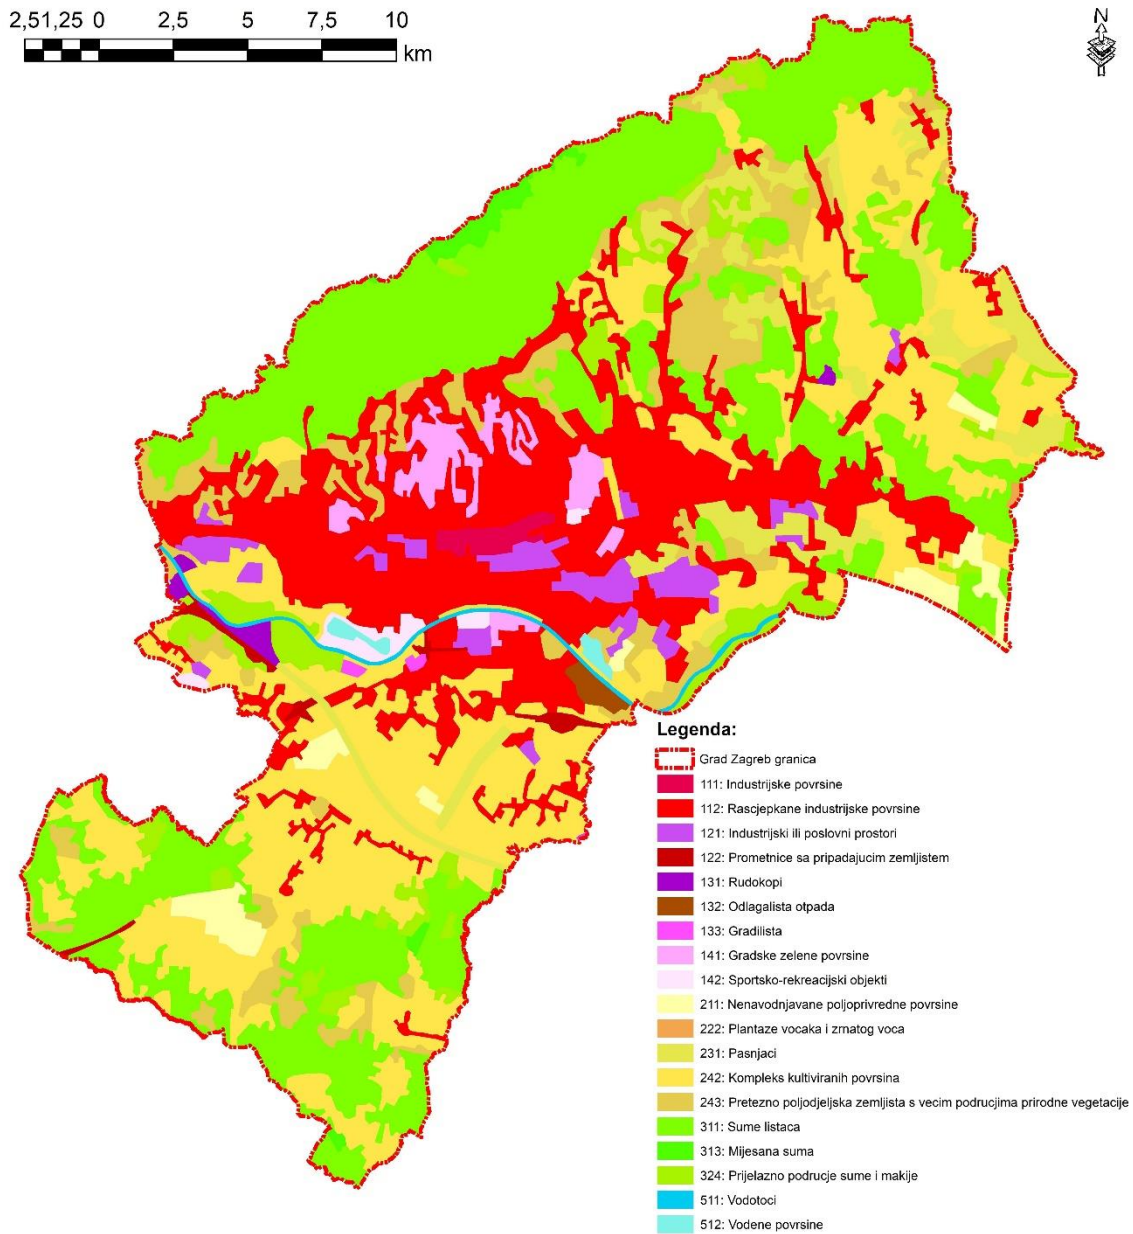 2,51,25 0 2,5 5 7,5 10
km
N
Legenda:
Grad Zagreb granica
111: Industrijske povrsine
112: Rascjepkane industrijske povrsine
121: Industrijski ili poslovni prostori
122: Prometnice sa pripadajucim zemljistem
131: Rudokopi
132: Odlagalista otpada
133: Gradilista
141: Gradske zelene povrsine
142: Sportsko-rekreacijski objekti
211: Nenavodnjavane poljoprivredne povrsine
222: Plantaze vocaka i zrnatog voca
231: Pasnjaci
242: Kompleks kultiviranih povrsina
243: Pretezno poljodjeljska zemljista s vecim podrucjima prirodne vegetacije
311: Sume listaca
313: Mijesana suma
324: Prijelazno podrucje sume i makije
511: Vodotoci
512: Vodene povrsine